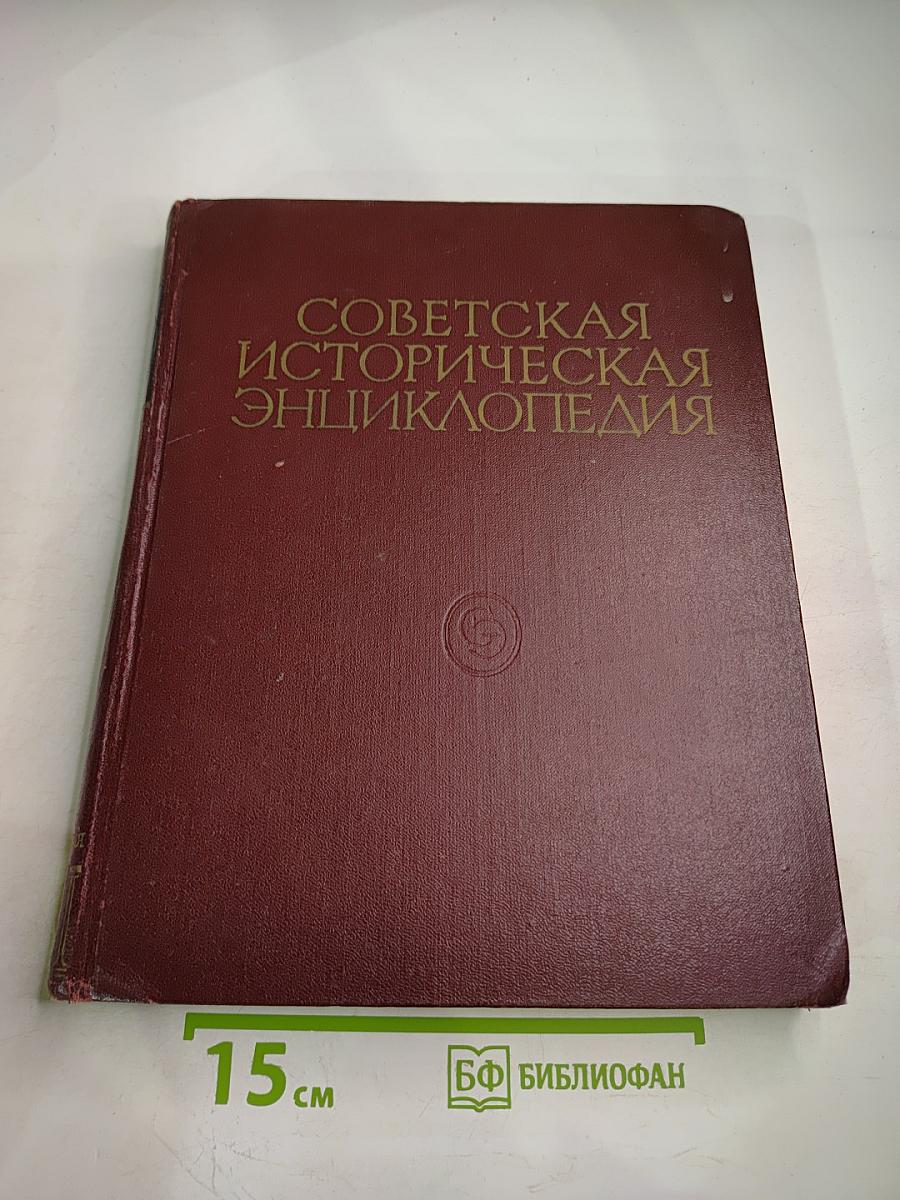 СОВЕТСКАЯ
ИСТОРИЧЕСКАЯ
ЭНЦИКЛОПЕДИЯ
15 см
БФ БИБЛИОФАН